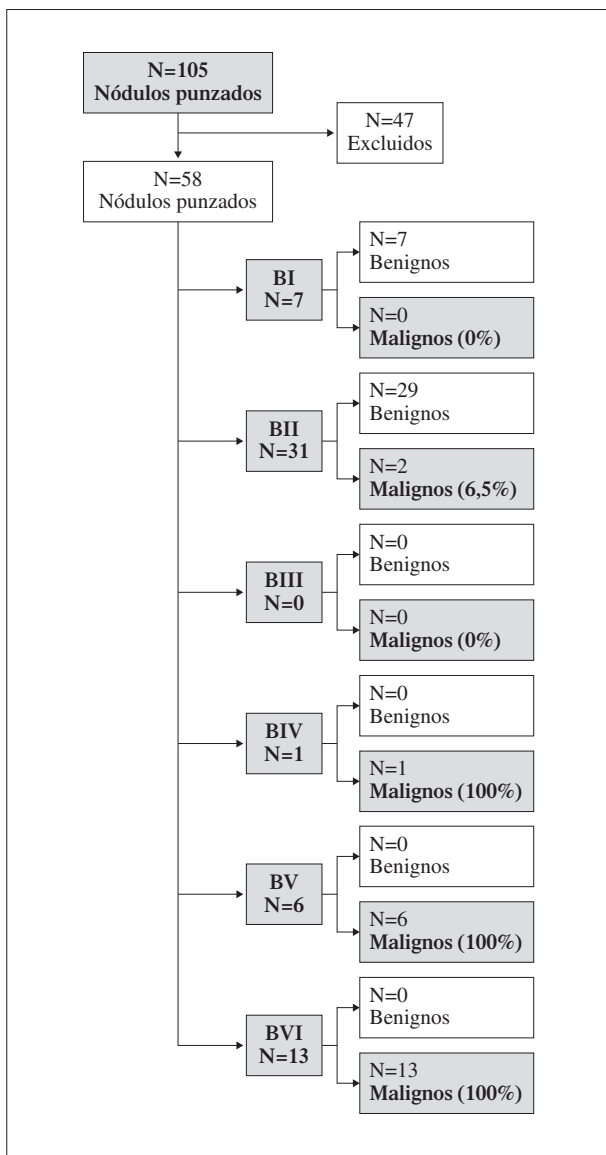 N=105
Nódulos punzados
N=47
Excluidos
N=58
Nódulos punzados
BI
N=7
N=7
Benignos
N=0
Malignos (0%)
BII
N=31
N=29
Benignos
N=2
Malignos (6,5%)
BIII
N=0
N=0
Benignos
N=0
Malignos (0%)
BIV
N=1
N=0
Benignos
N=1
Malignos (100%)
BV
N=6
N=0
Benignos
N=6
Malignos (100%)
BVI
N=13
N=0
Benignos
N=13
Malignos (100%)